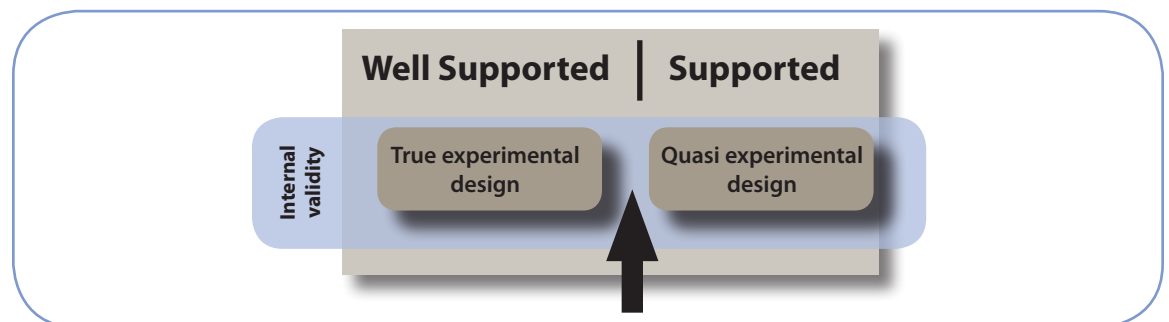 Well Supported | Supported
Internal
validity
True experimental
design
Quasi experimental
design